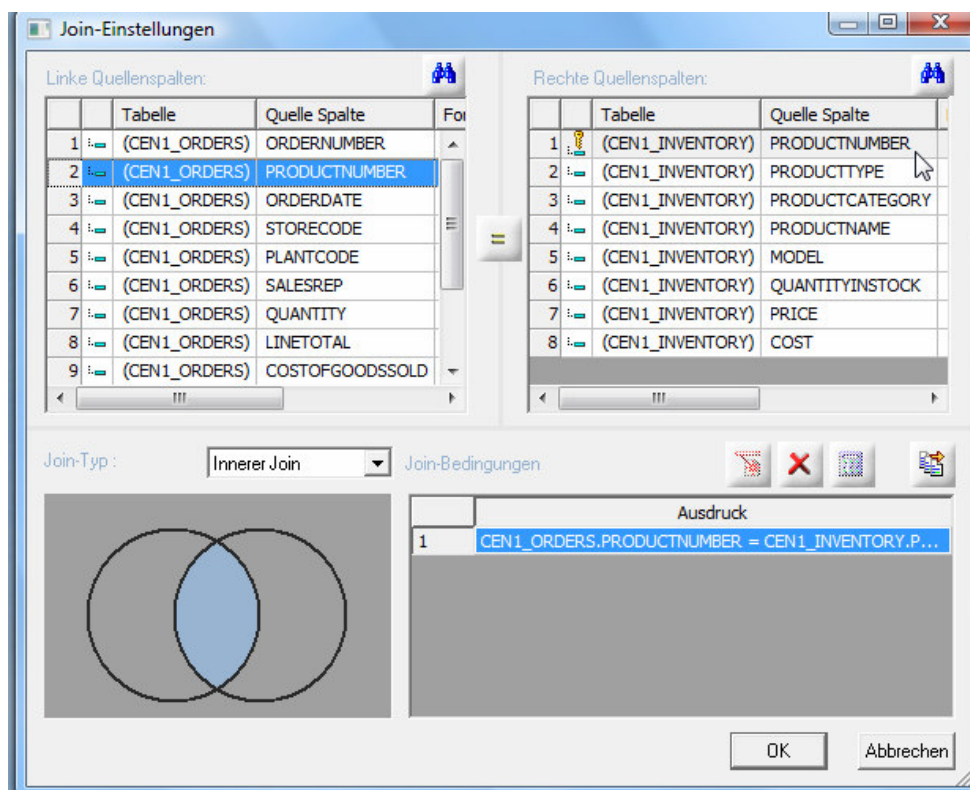 Join-Einstellungen
Linke Quellenspalten:
Tabelle Quelle Spalte For
1 (CEN1_ORDERS) ORDERNUMBER
2 (CEN1_ORDERS) PRODUCTNUMBER
3 (CEN1_ORDERS) ORDERDATE
4 (CEN1_ORDERS) STORECODE
5 (CEN1_ORDERS) PLANTCODE
6 (CEN1_ORDERS) SALESREP
7 (CEN1_ORDERS) QUANTITY
8 (CEN1_ORDERS) LINETOTAL
9 (CEN1_ORDERS) COSTOFGOODSSOLD
=
Rechte Quellenspalten:
Tabelle Quelle Spalte
1 (CEN1_INVENTORY) PRODUCTNUMBER
2 (CEN1_INVENTORY) PRODUCTTYPE
3 (CEN1_INVENTORY) PRODUCTCATEGORY
4 (CEN1_INVENTORY) PRODUCTNAME
5 (CEN1_INVENTORY) MODEL
6 (CEN1_INVENTORY) QUANTITYINSTOCK
7 (CEN1_INVENTORY) PRICE
8 (CEN1_INVENTORY) COST
Join-Typ : Innerer Join
Join-Bedingungen
Ausdruck
1 CEN1_ORDERS.PRODUCTNUMBER = CEN1_INVENTORY.P...
OK Abbrechen